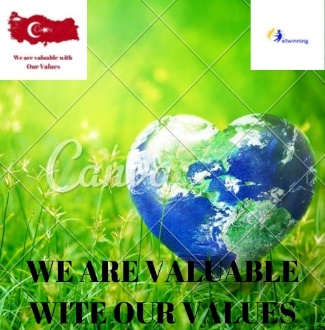 We are valuable with
Our Values
eTwinning
Canva
WE ARE VALUABLE
WITE OUR VALUES